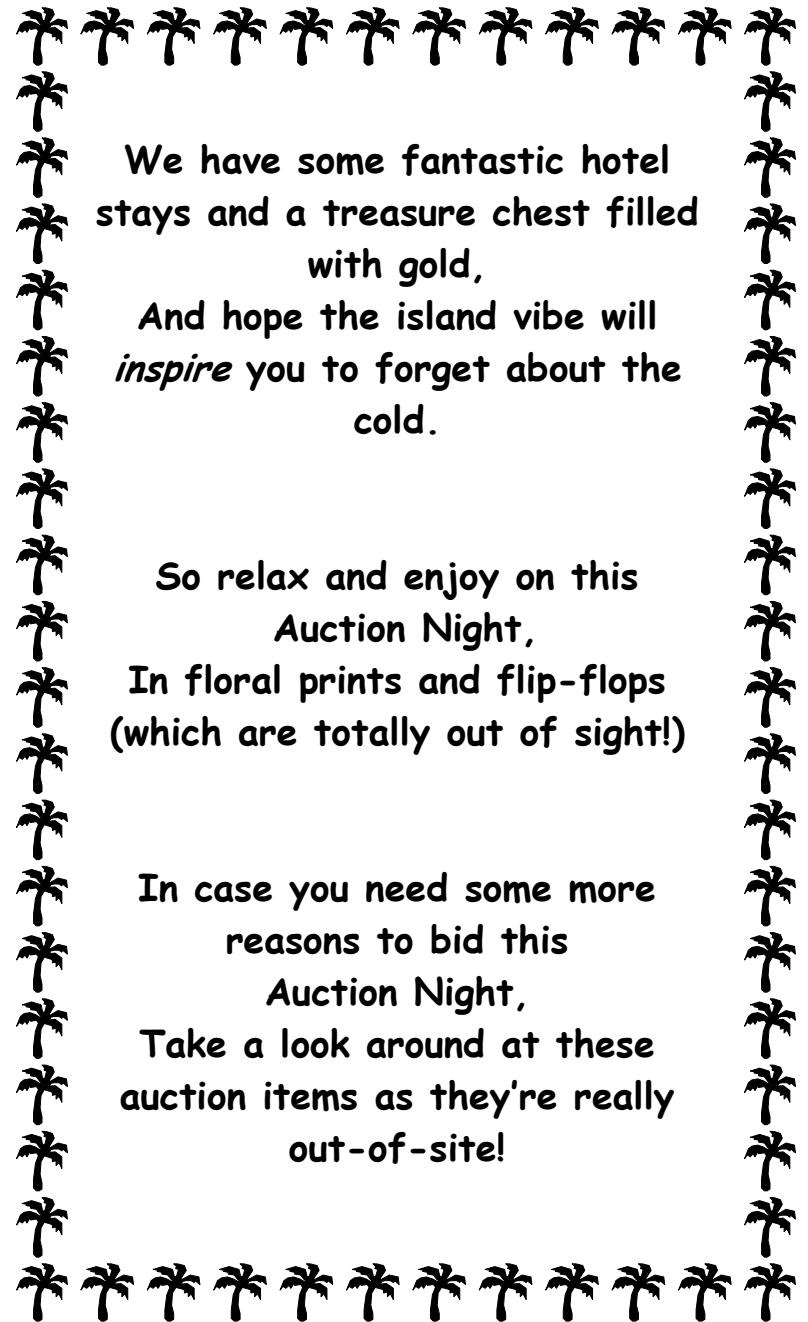 We have some fantastic hotel
stays and a treasure chest filled
with gold,
And hope the island vibe will
inspire you to forget about the
cold.
So relax and enjoy on this
Auction Night,
In floral prints and flip-flops
(which are totally out of sight!)
In case you need some more
reasons to bid this
Auction Night,
Take a look around at these
auction items as they’re really
out-of-site!